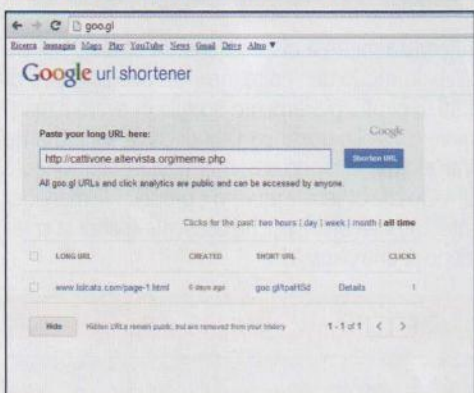 goo.gl
Ricerca Immagini Maps Play YouTube News Gmail Drive Altro ▼
Google url shortener
Paste your long URL here:
Google
http://cattivone.altervista.org/meme.php
Shorten URL
All goo.gl URLs and click analytics are public and can be accessed by anyone.
Clicks for the past: two hours | day | week | month | all time
LONG URL CREATED SHORT URL CLICKS
www.lolcats.com/page-1.html 6 days ago Details 1
Hide Hidden URLs remain public, but are removed from your history 1 - 1 of 1 < >